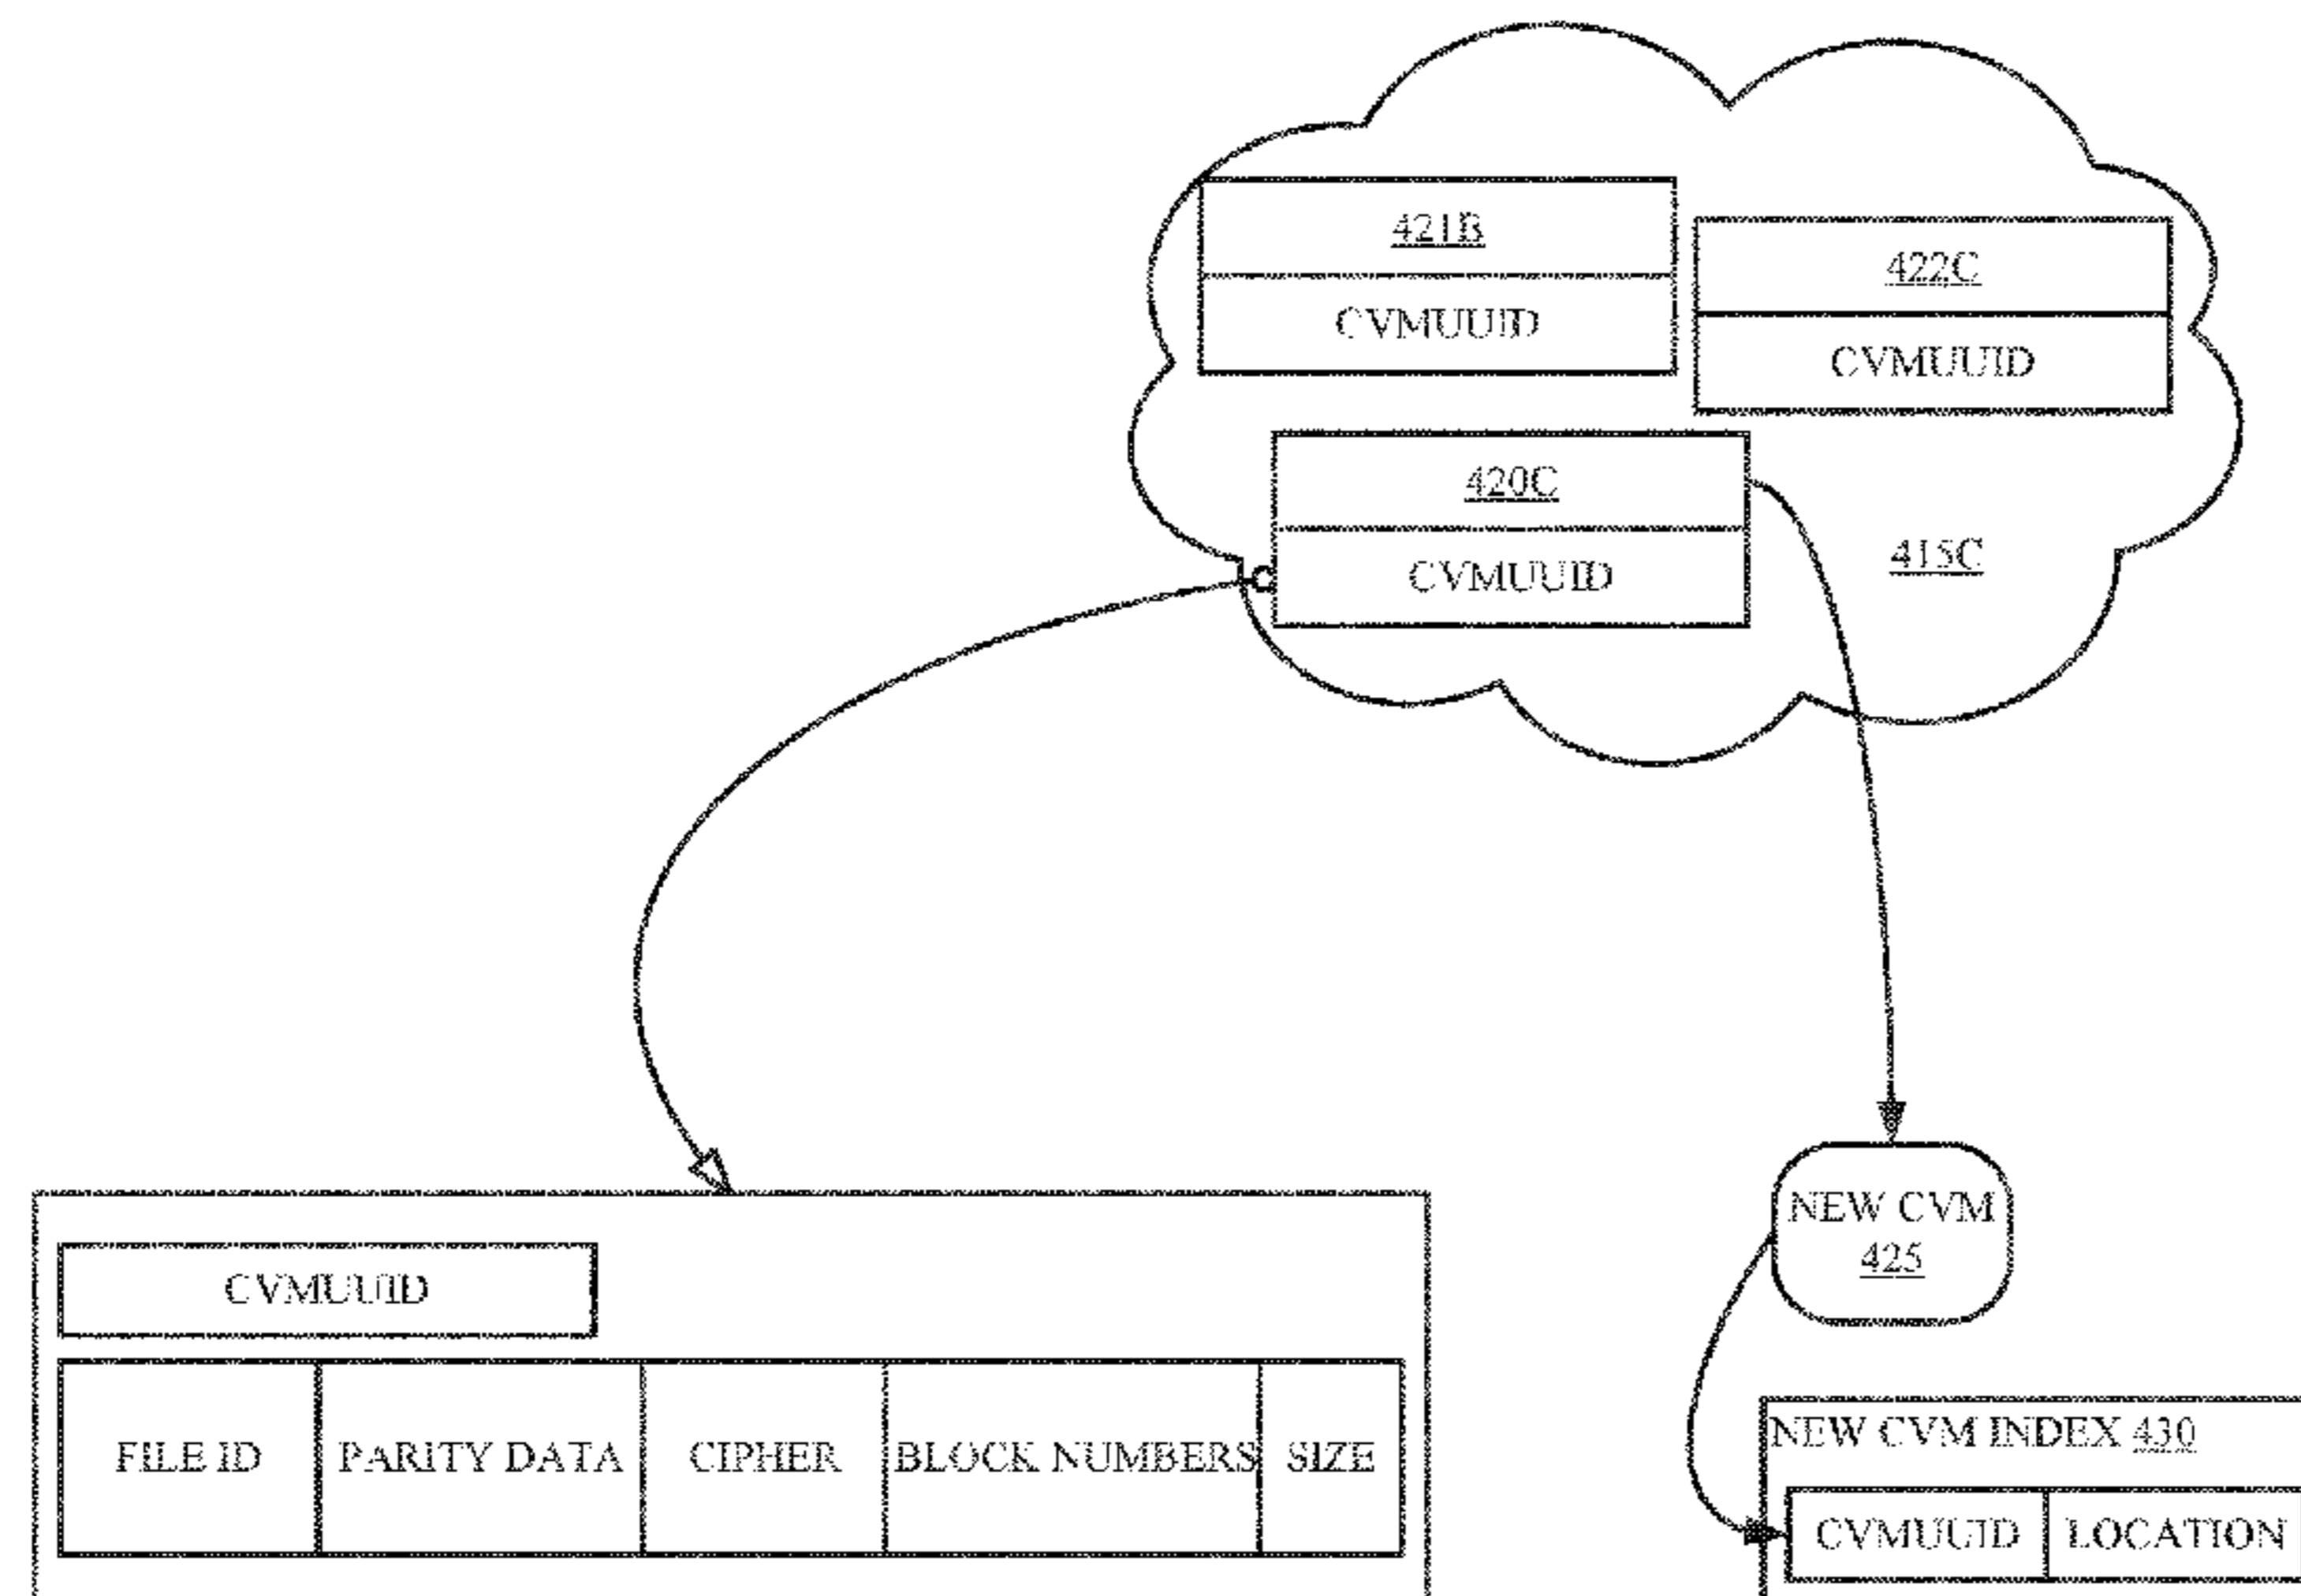 421B
CVMUUID
422C
CVMUUID
420C
CVMUUID
415C
NEW CVM
425
CVMUUID
FILE ID PARITY DATA CIPHER BLOCK NUMBERS SIZE
NEW CVM INDEX 430
CVMUUID LOCATION